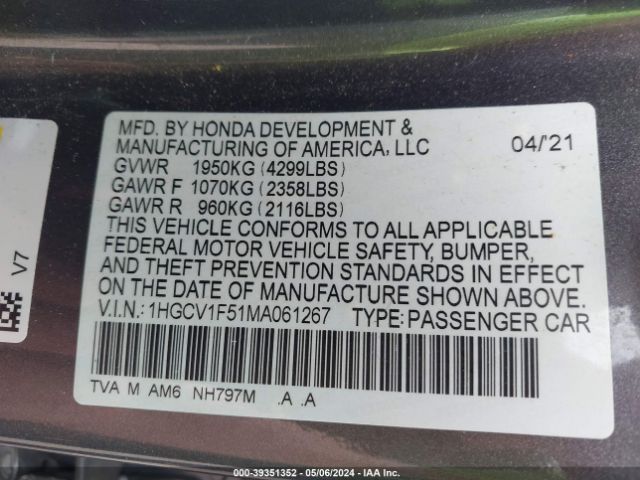 MFD. BY HONDA DEVELOPMENT &
MANUFACTURING OF AMERICA, LLC 04/'21
GVWR 1950KG (4299LBS)
GAWR F 1070KG (2358LBS)
GAWR R 960KG (2116LBS)
THIS VEHICLE CONFORMS TO ALL APPLICABLE
FEDERAL MOTOR VEHICLE SAFETY, BUMPER,
AND THEFT PREVENTION STANDARDS IN EFFECT
ON THE DATE OF MANUFACTURE SHOWN ABOVE.
V.I.N.: 1HGCV1F51MA061267 TYPE: PASSENGER CAR
TVA M AM6 NH797M .A .A
V7
000-39351352 - 05/06/2024 - IAA Inc.